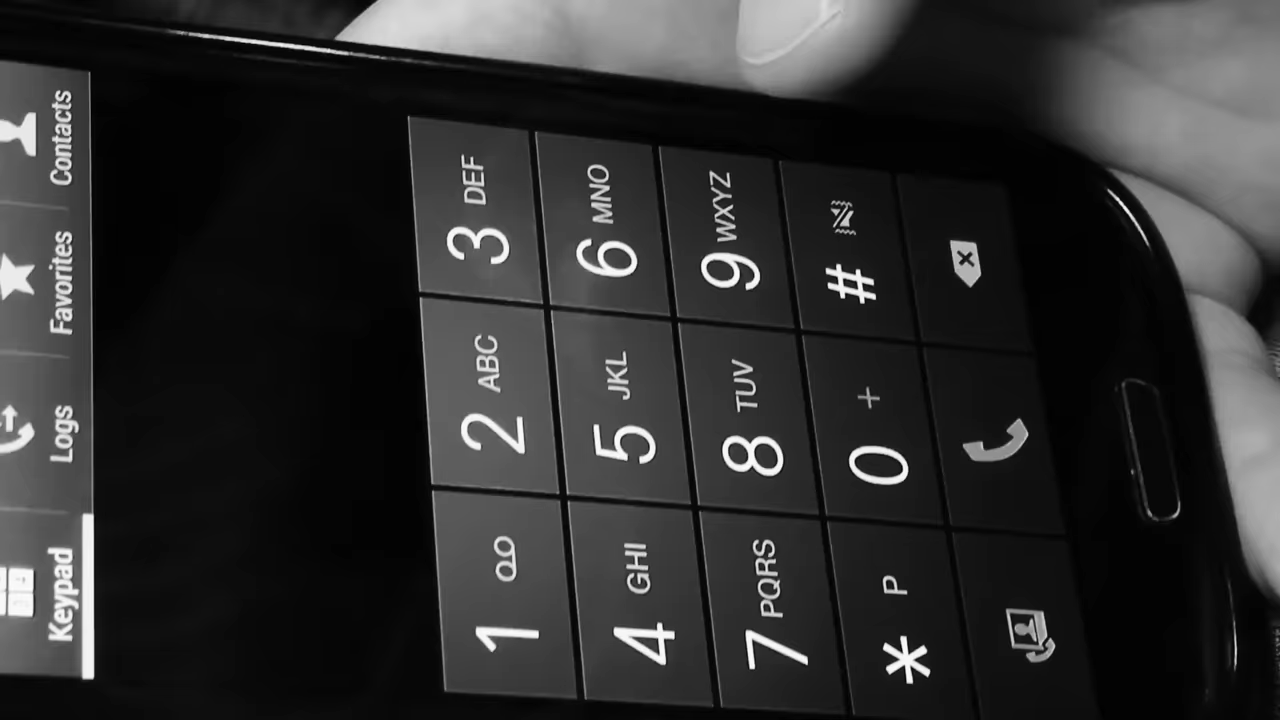 Keypad Logs Favorites Contacts
1 2 ABC 3 DEF
4 GHI 5 JKL 6 MNO
7 PQRS 8 TUV 9 WXYZ
* P 0 + #